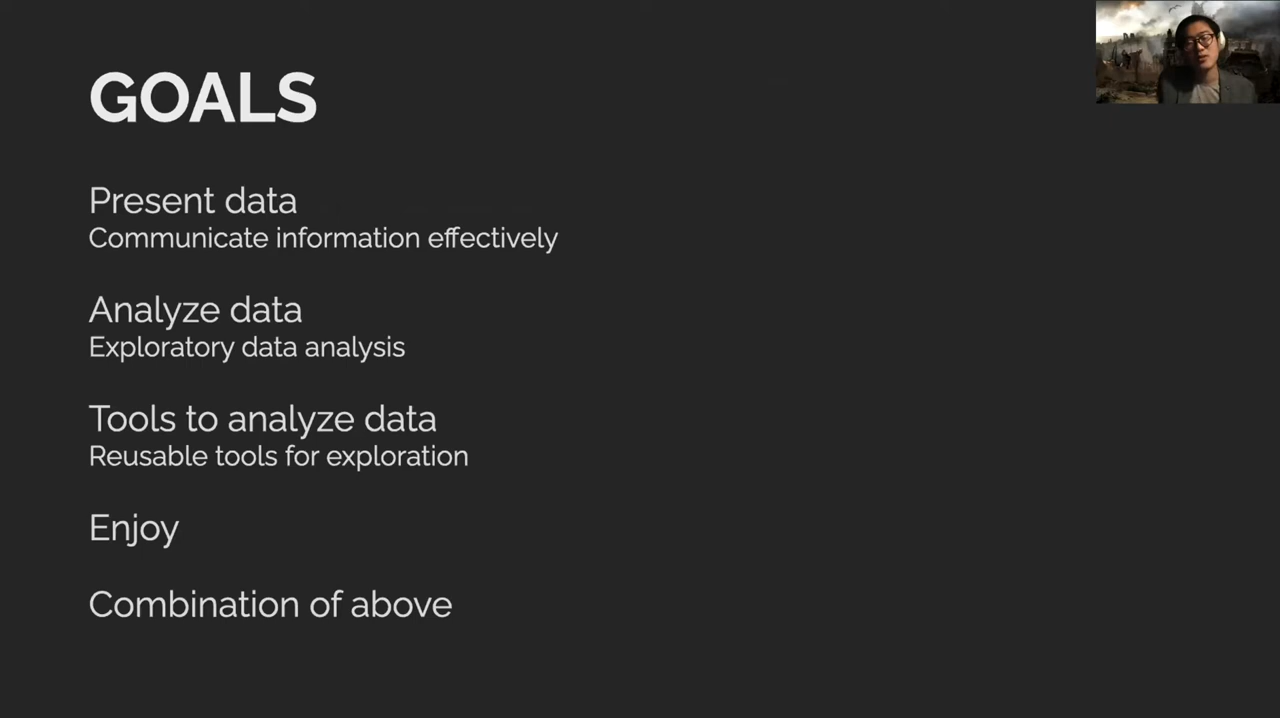 GOALS
Present data
Communicate information effectively
Analyze data
Exploratory data analysis
Tools to analyze data
Reusable tools for exploration
Enjoy
Combination of above